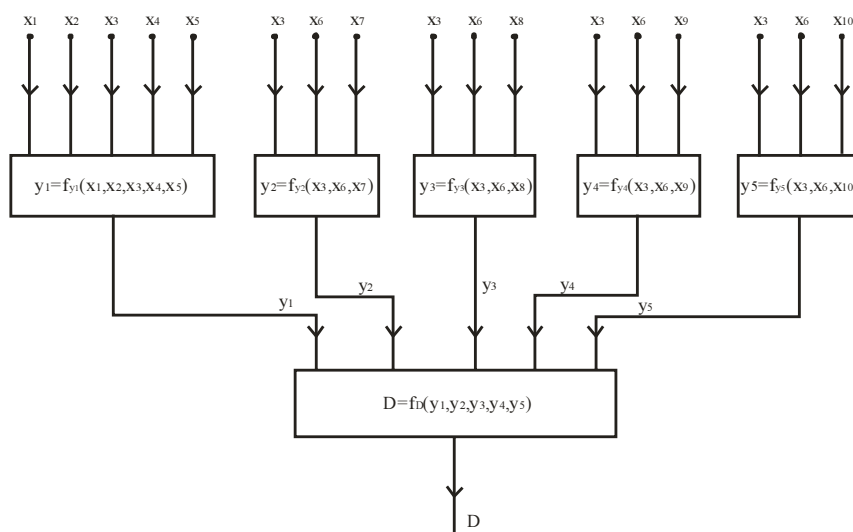 x1 x2 x3 x4 x5 x3 x6 x7 x3 x6 x8 x3 x6 x9 x3 x6 x10
y1=fy1(x1,x2,x3,x4,x5) y2=fy2(x3,x6,x7) y3=fy3(x3,x6,x8) y4=fy4(x3,x6,x9) y5=fy5(x3,x6,x10
y1 y2 y3 y4 y5
D=fD(y1,y2,y3,y4,y5)
D